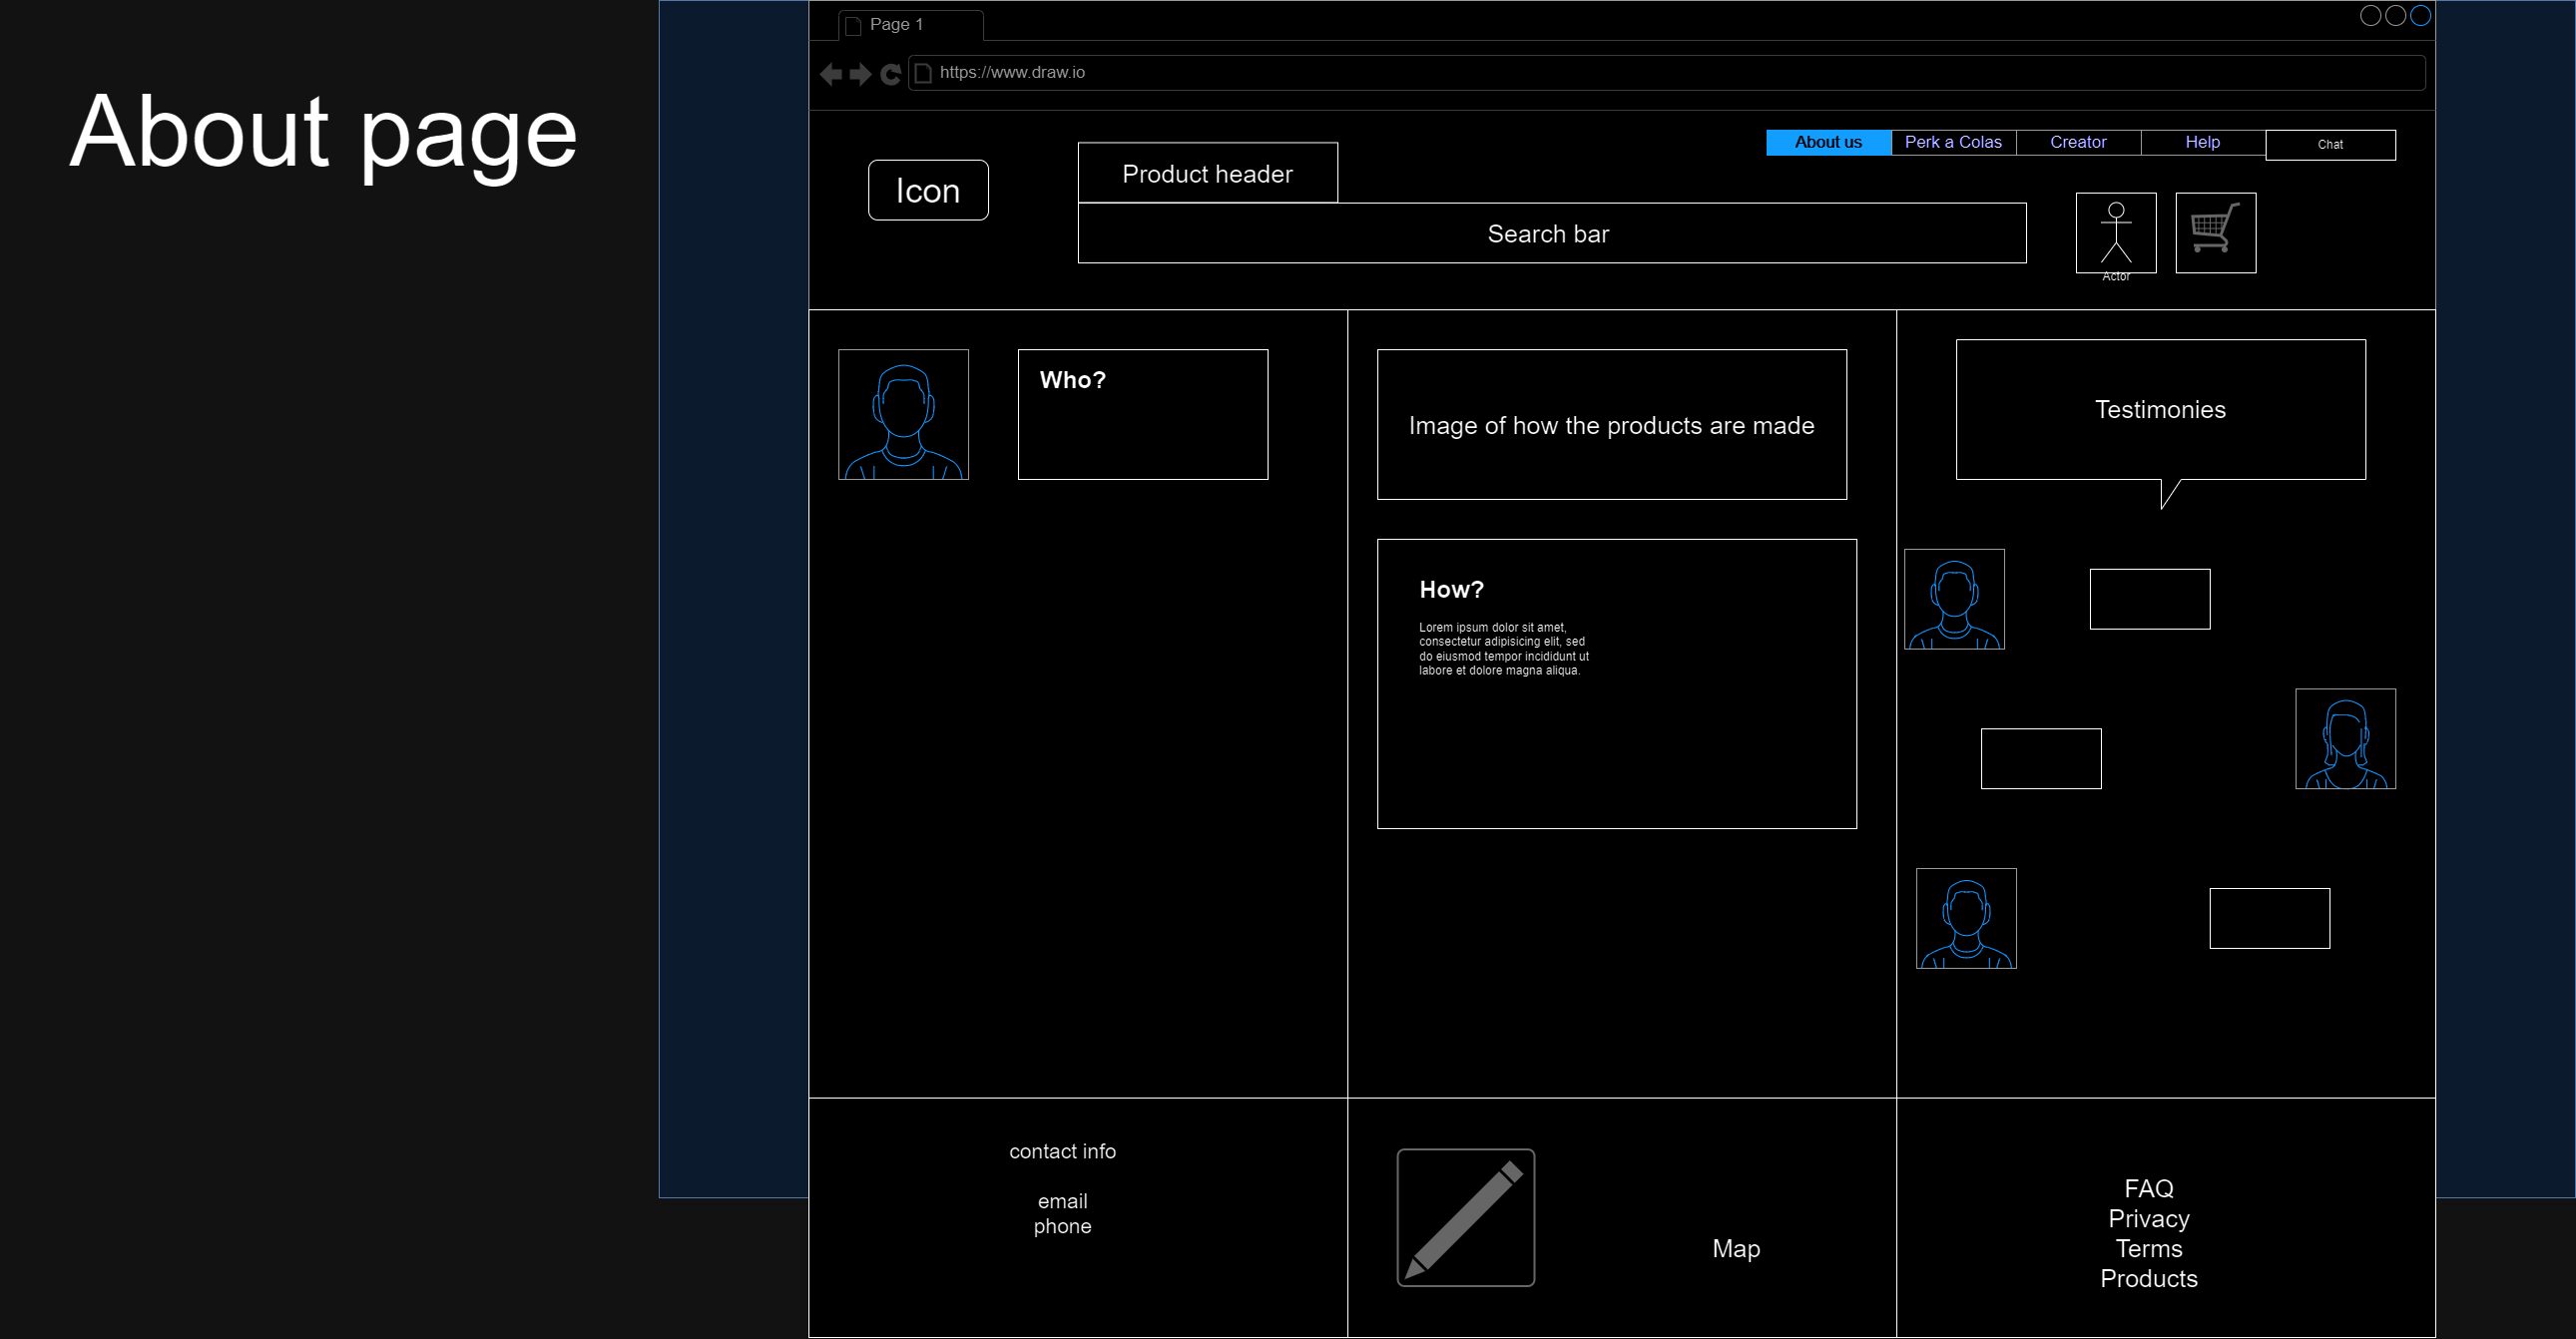 About page
Page 1
https://www.draw.io
About us
Perk a Colas
Creator
Help
Chat
Icon
Product header
Search bar
Actor
Who?
Image of how the products are made
How?
Lorem ipsum dolor sit amet,
consectetur adipisicing elit, sed
do eiusmod tempor incididunt ut
labore et dolore magna aliqua.
Testimonies
contact info
email
phone
Map
FAQ
Privacy
Terms
Products